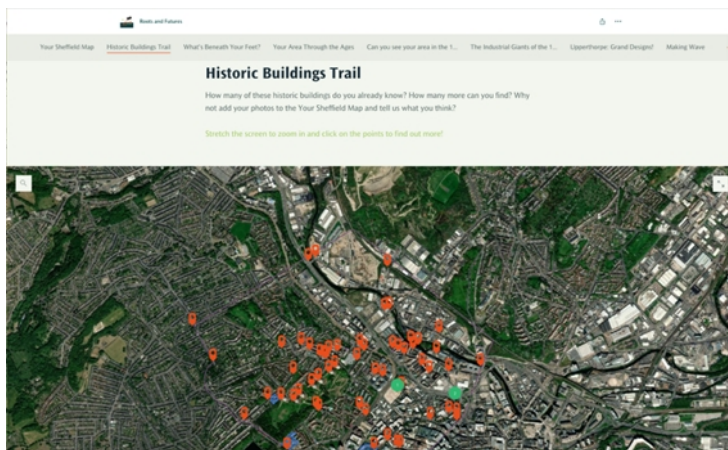 Roots and Futures
Your Sheffield Map Historic Buildings Trail What's Beneath Your Feet? Your Area Through the Ages Can you see your area in the 1... The Industrial Giants of the 1... Upperthorpe: Grand Designs! Making Wave
Historic Buildings Trail
How many of these historic buildings do you already know? How many more can you find? Why
not add your photos to the Your Sheffield Map and tell us what you think?
Stretch the screen to zoom in and click on the points to find out more!